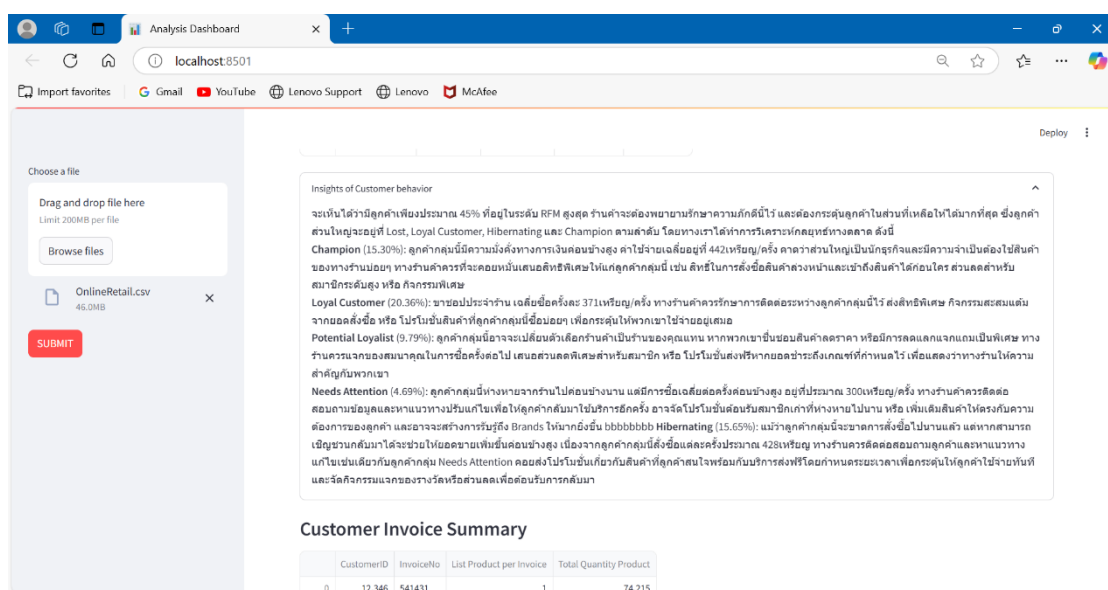 Analysis Dashboard
localhost:8501
Import favorites
Gmail
YouTube
Lenovo Support
Lenovo
McAfee
Deploy
Choose a file
Drag and drop file here
Limit 200MB per file
Browse files
OnlineRetail.csv
46.0MB
SUBMIT
Insights of Customer behavior
จะเห็นได้ว่ามีลูกค้าเพียงประมาณ 45% ที่อยู่ในระดับ RFM สูงสุด ร้านค้าจะต้องพยายามรักษาความภักดีนี้ไว้ และต้องกระตุ้นลูกค้าในส่วนที่เหลือให้ได้มากที่สุด ซึ่งลูกค้า
ส่วนใหญ่จะอยู่ที่ Lost, Loyal Customer, Hibernating และ Champion ตามลำดับ โดยทางเราได้ทำการวิเคราะห์กลยุทธ์ทางตลาด ดังนี้
Champion (15.30%): ลูกค้ากลุ่มนี้มีความมั่งคั่งทางการเงินค่อนข้างสูง ค่าใช้จ่ายเฉลี่ยอยู่ที่ 442เหรียญ/ครั้ง คาดว่าส่วนใหญ่เป็นนักธุรกิจและมีความจำเป็นต้องใช้สินค้า
ของทางร้านบ่อยๆ ทางร้านค้าควรที่จะคอยหมั่นเสนอสิทธิพิเศษให้แก่ลูกค้ากลุ่มนี้ เช่น สิทธิ์ในการสั่งซื้อสินค้าล่วงหน้าและเข้าถึงสินค้าได้ก่อนใคร ส่วนลดสำหรับ
สมาชิกระดับสูง หรือ กิจกรรมพิเศษ
Loyal Customer (20.36%): ขาชอปประจำร้าน เฉลี่ยซื้อครั้งละ 371เหรียญ/ครั้ง ทางร้านค้าควรรักษาการติดต่อระหว่างลูกค้ากลุ่มนี้ไว้ ส่งสิทธิพิเศษ กิจกรรมสะสมแต้ม
จากยอดสั่งซื้อ หรือ โปรโมชั่นสินค้าที่ลูกค้ากลุ่มนี้ซื้อบ่อยๆ เพื่อกระตุ้นให้พวกเขาใช้จ่ายอยู่เสมอ
Potential Loyalist (9.79%): ลูกค้ากลุ่มนี้อาจจะเปลี่ยนตัวเลือกร้านค้าเป็นร้านของคุณแทน หากพวกเขาชื่นชอบสินค้าลดราคา หรือมีการลดแลกแจกแถมเป็นพิเศษ ทาง
ร้านควรแจกของสมนาคุณในการซื้อครั้งต่อไป เสนอส่วนลดพิเศษสำหรับสมาชิก หรือ โปรโมชั่นส่งฟรีหากยอดชำระถึงเกณฑ์ที่กำหนดไว้ เพื่อแสดงว่าทางร้านให้ความ
สำคัญกับพวกเขา
Needs Attention (4.69%): ลูกค้ากลุ่มนี้ห่างหายจากร้านไปค่อนข้างนาน แต่มีการซื้อเฉลี่ยต่อครั้งค่อนข้างสูง อยู่ที่ประมาณ 300เหรียญ/ครั้ง ทางร้านค้าควรติดต่อ
สอบถามข้อมูลและหาแนวทางปรับแก้ไขเพื่อให้ลูกค้ากลับมาใช้บริการอีกครั้ง อาจจัดโปรโมชั่นต้อนรับสมาชิกเก่าที่ห่างหายไปนาน หรือ เพิ่มเติมสินค้าให้ตรงกับความ
ต้องการของลูกค้า และอาจจะสร้างการรับรู้ถึง Brands ให้มากยิ่งขึ้น bbbbbbbb Hibernating (15.65%): แม้ว่าลูกค้ากลุ่มนี้จะขาดการสั่งซื้อไปนานแล้ว แต่หากสามารถ
เชิญชวนกลับมาได้จะช่วยให้ยอดขายเพิ่มขึ้นค่อนข้างสูง เนื่องจากลูกค้ากลุ่มนี้สั่งซื้อแต่ละครั้งประมาณ 428เหรียญ ทางร้านควรติดต่อสอบถามลูกค้าและหาแนวทาง
แก้ไขเช่นเดียวกับลูกค้ากลุ่ม Needs Attention คอยส่งโปรโมชั่นเกี่ยวกับสินค้าที่ลูกค้าสนใจพร้อมกับบริการส่งฟรีโดยกำหนดระยะเวลาเพื่อกระตุ้นให้ลูกค้าใช้จ่ายทันที
และจัดกิจกรรมแจกของรางวัลหรือส่วนลดเพื่อต้อนรับการกลับมา
Customer Invoice Summary
CustomerID InvoiceNo List Product per Invoice Total Quantity Product
0 12,346 541431 1 74,215